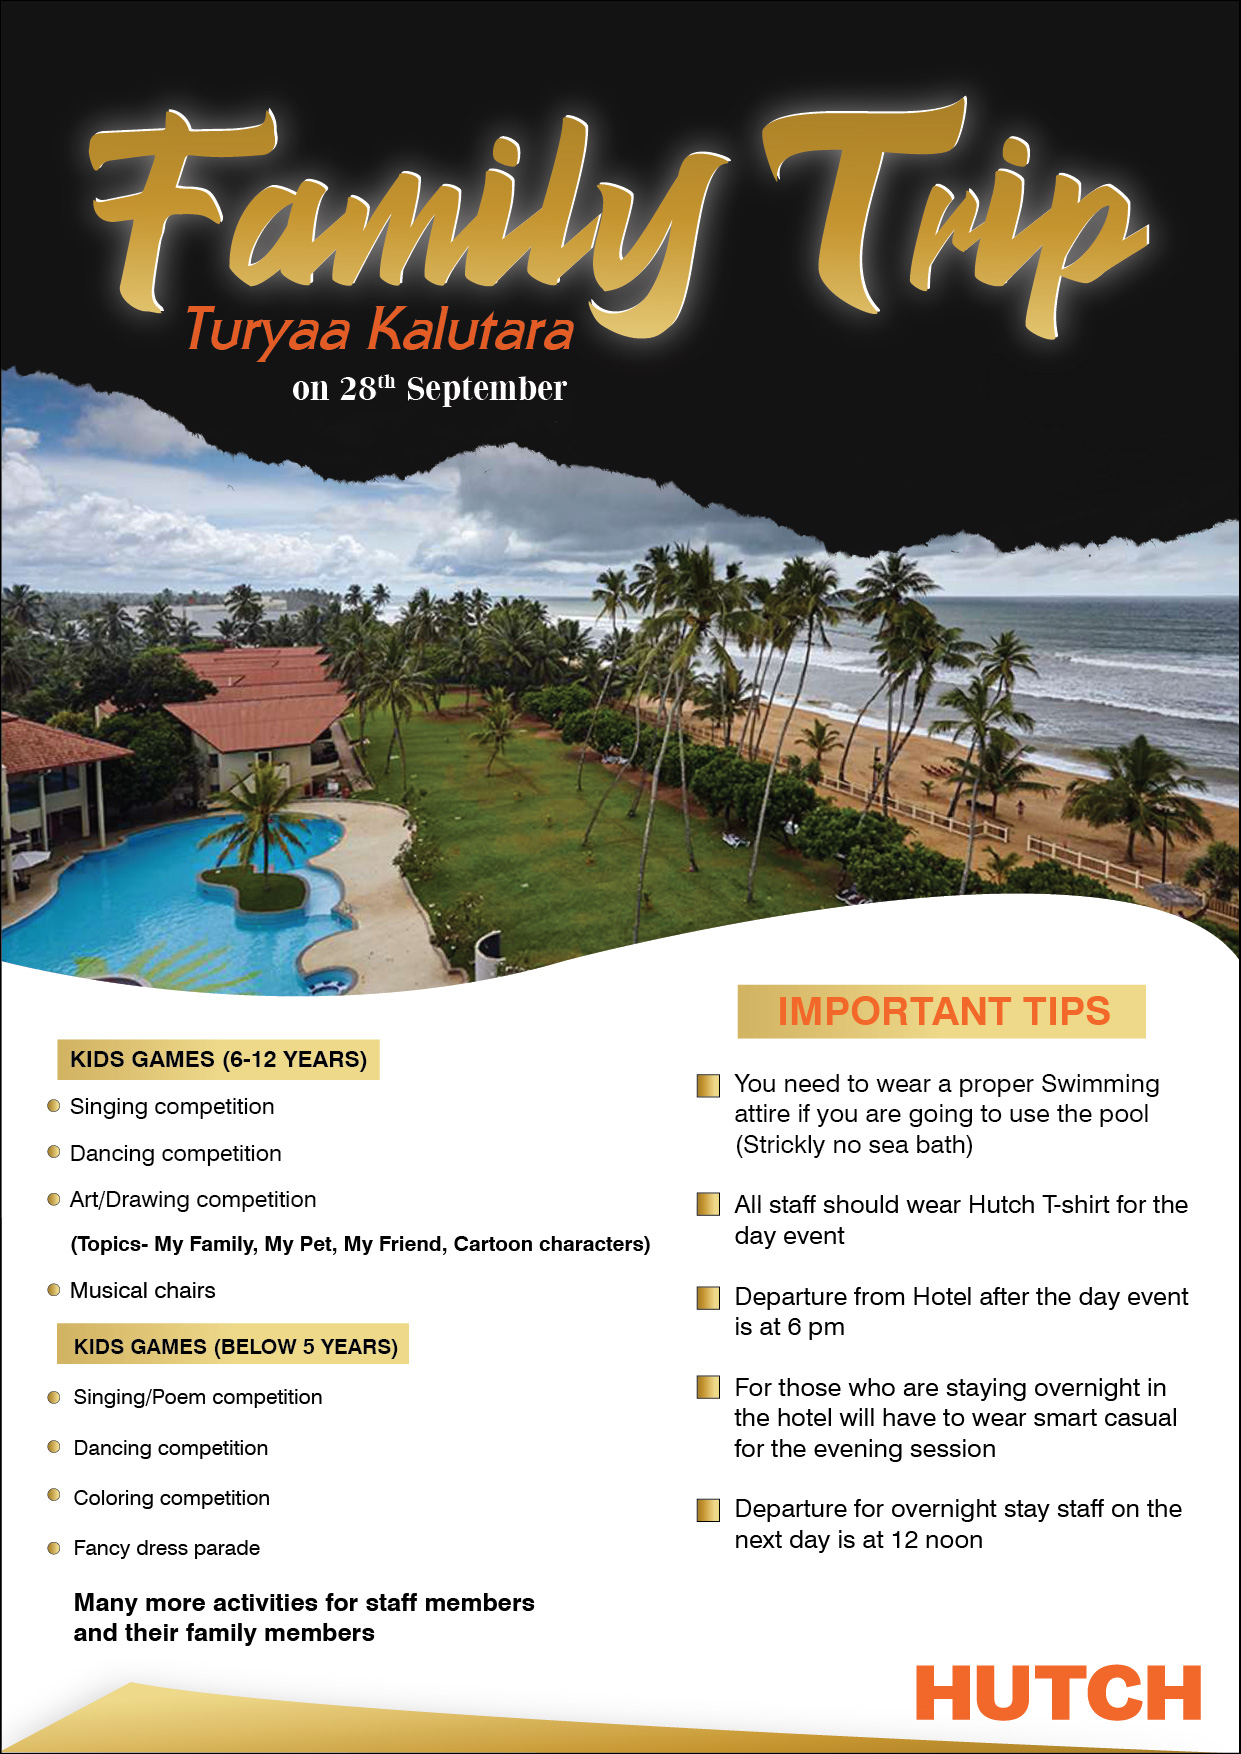 Family Trip
Turyaa Kalutara
on 28th September
KIDS GAMES (6-12 YEARS)
Singing competition
Dancing competition
Art/Drawing competition
(Topics- My Family, My Pet, My Friend, Cartoon characters)
Musical chairs
KIDS GAMES (BELOW 5 YEARS)
Singing/Poem competition
Dancing competition
Coloring competition
Fancy dress parade
Many more activities for staff members
and their family members
IMPORTANT TIPS
You need to wear a proper Swimming
attire if you are going to use the pool
(Strickly no sea bath)
All staff should wear Hutch T-shirt for the
day event
Departure from Hotel after the day event
is at 6 pm
For those who are staying overnight in
the hotel will have to wear smart casual
for the evening session
Departure for overnight stay staff on the
next day is at 12 noon
HUTCH